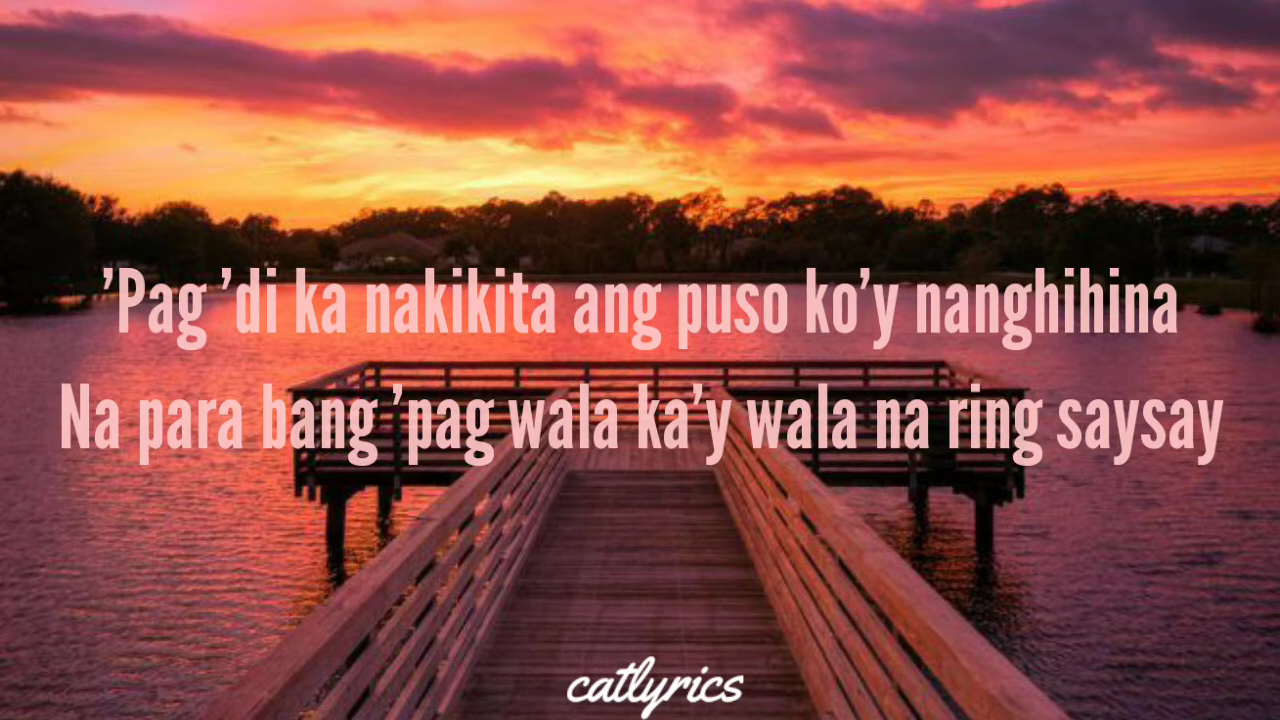 ’Pag ’di ka nakikita ang puso ko’y nanghihina
Na para bang ’pag wala ka’y wala na ring saysay
catlyrics